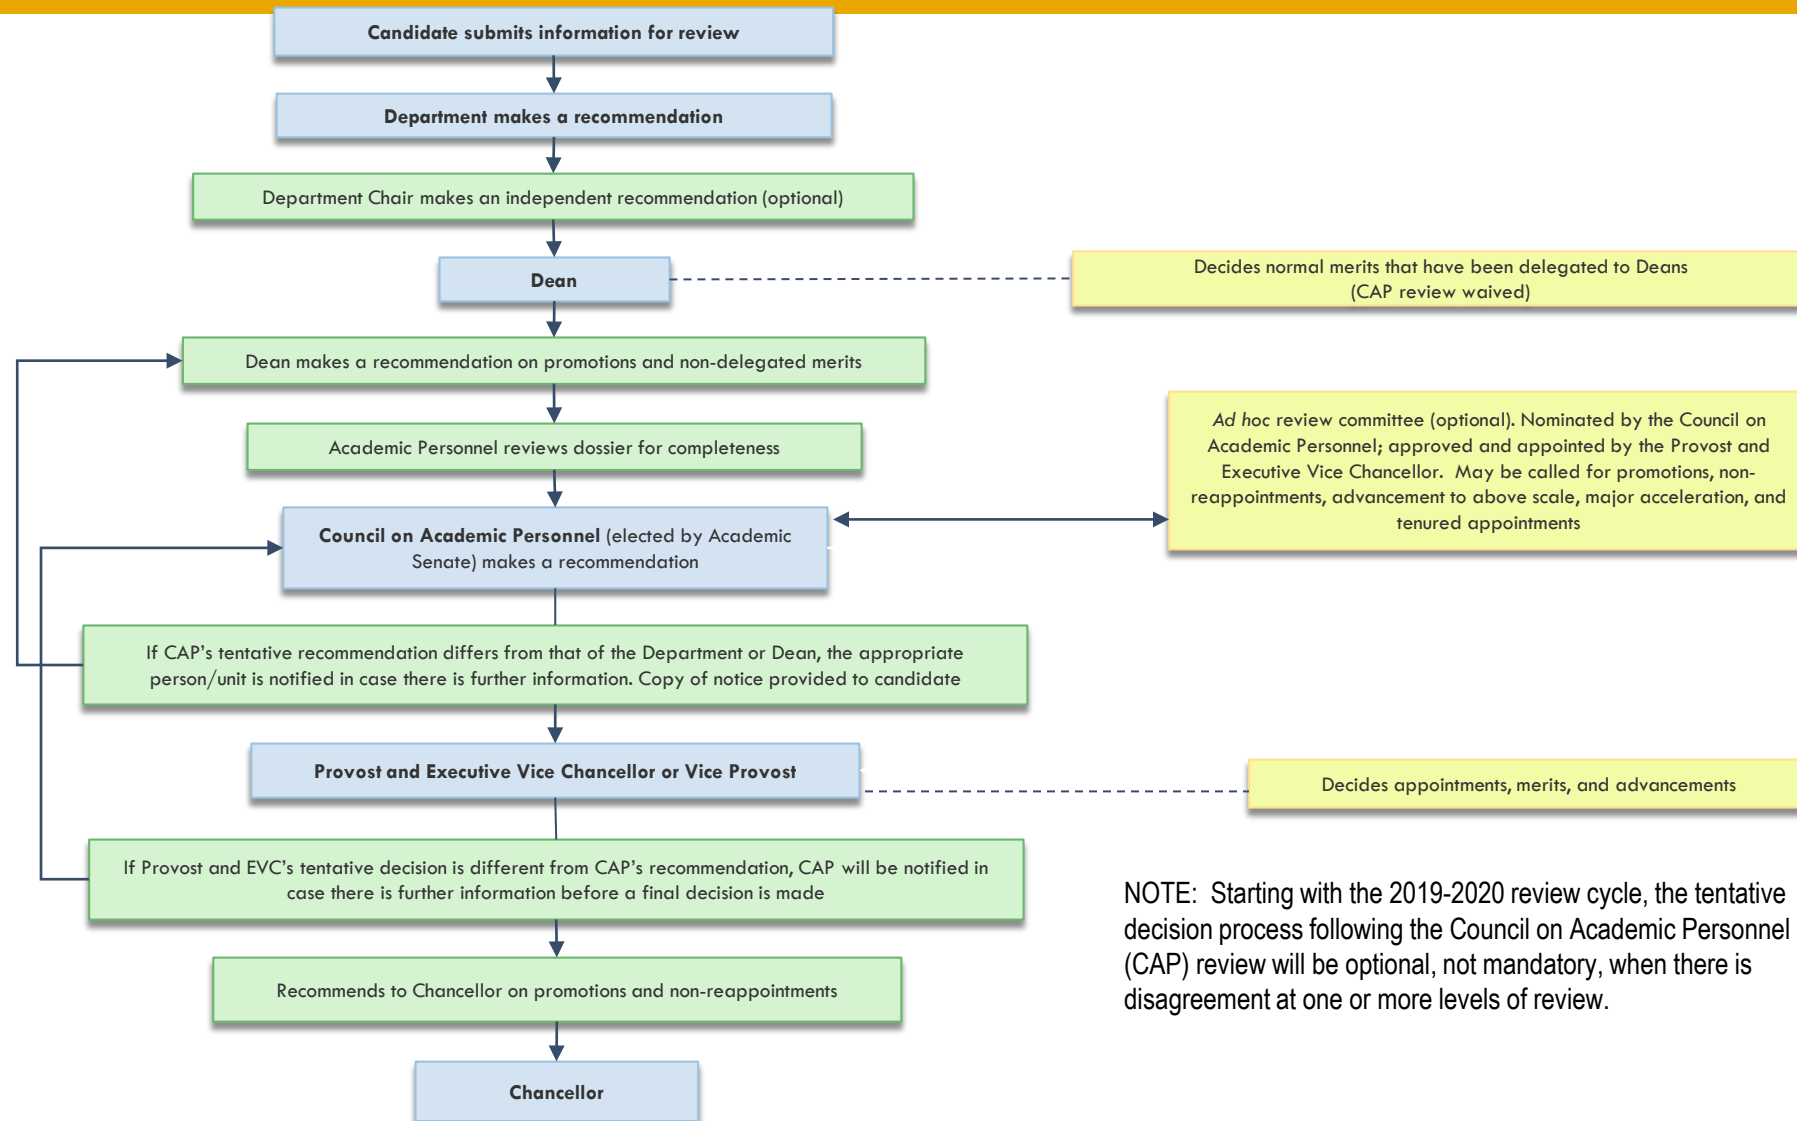 Candidate submits information for review
Department makes a recommendation
Department Chair makes an independent recommendation (optional)
Dean
Decides normal merits that have been delegated to Deans
(CAP review waived)
Dean makes a recommendation on promotions and non-delegated merits
Academic Personnel reviews dossier for completeness
Ad hoc review committee (optional). Nominated by the Council on
Academic Personnel; approved and appointed by the Provost and
Executive Vice Chancellor.  May be called for promotions, non-
reappointments, advancement to above scale, major acceleration, and
tenured appointments
Council on Academic Personnel (elected by Academic
Senate) makes a recommendation
If CAP’s tentative recommendation differs from that of the Department or Dean, the appropriate
person/unit is notified in case there is further information. Copy of notice provided to candidate
Provost and Executive Vice Chancellor or Vice Provost
Decides appointments, merits, and advancements
If Provost and EVC’s tentative decision is different from CAP’s recommendation, CAP will be notified in
case there is further information before a final decision is made
NOTE:  Starting with the 2019-2020 review cycle, the tentative
decision process following the Council on Academic Personnel
(CAP) review will be optional, not mandatory, when there is
disagreement at one or more levels of review.
Recommends to Chancellor on promotions and non-reappointments
Chancellor